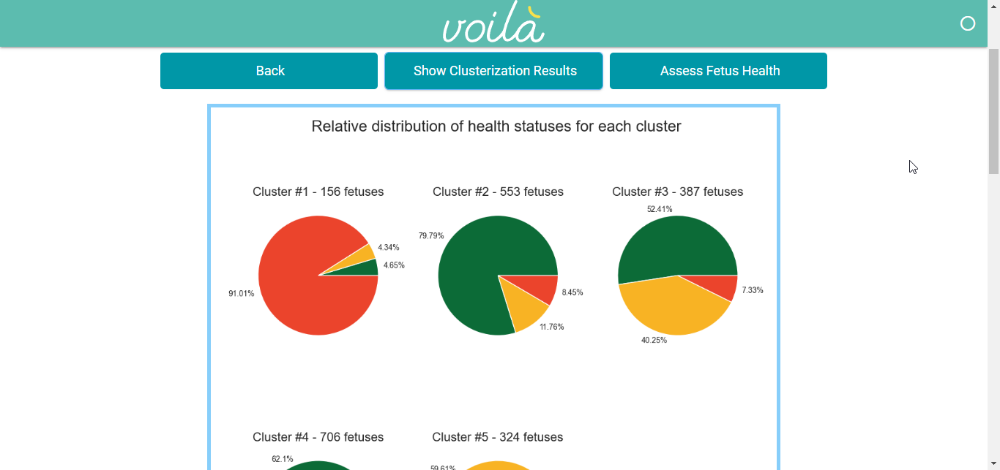 voilà
Back
Show Clusterization Results
Assess Fetus Health
Relative distribution of health statuses for each cluster
Cluster #1 - 156 fetuses
Cluster #2 - 553 fetuses
Cluster #3 - 387 fetuses
4.34%
4.65%
91.01%
79.79%
8.45%
11.76%
52.41%
7.33%
40.25%
Cluster #4 - 706 fetuses
Cluster #5 - 324 fetuses
62.1%
59.61%